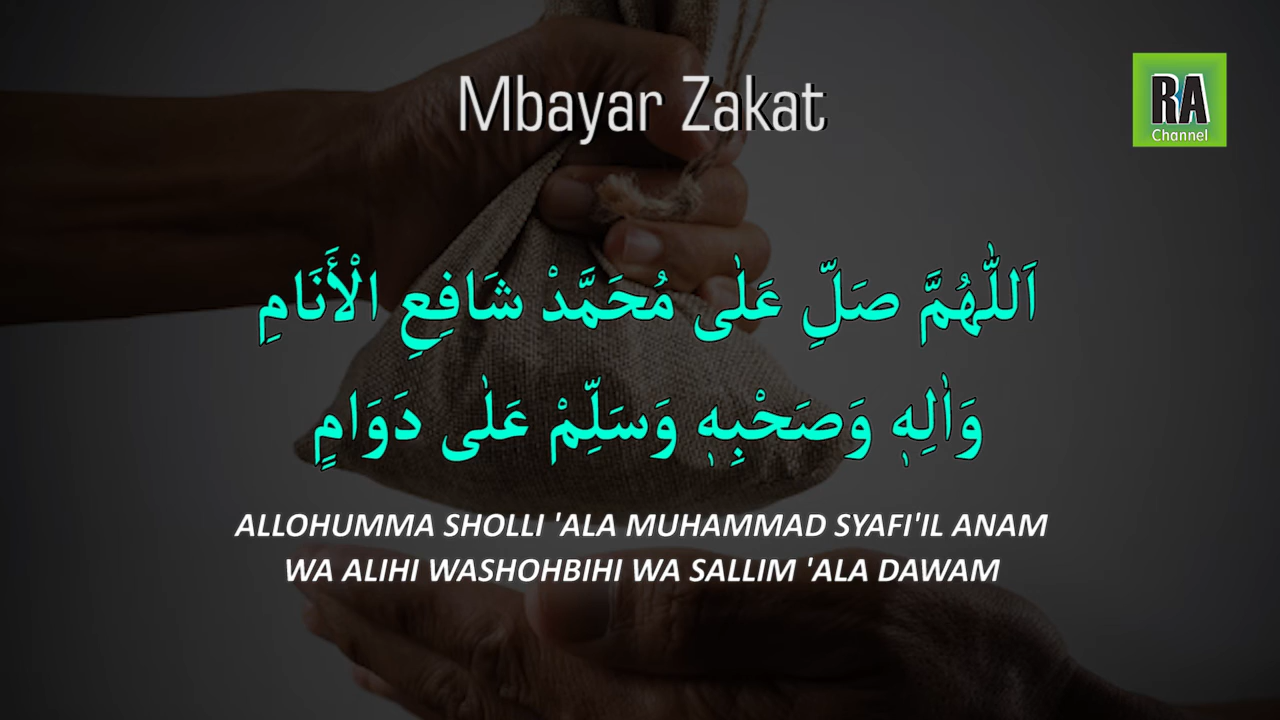 Mbayar Zakat
RA
Channel
اَللّٰهُمَّ صَلِّ عَلٰى مُحَمَّدْ شَافِعِ الْأَنَامِ
وَاٰلِهٖ وَصَحْبِهٖ وَسَلِّمْ عَلٰى دَوَامٍ
ALLOHUMMA SHOLLI 'ALA MUHAMMAD SYAFI'IL ANAM
WA ALIHI WASHOHBIHI WA SALLIM 'ALA DAWAM